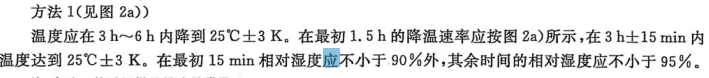 方法 1(见图 2a))
温度应在 3 h～6 h 内降到 25℃±3 K。在最初 1.5 h 的降温速率应按图 2a)所示,在 3 h±15 min 内
温度达到 25℃±3 K。在最初 15 min 相对湿度应不小于 90%外,其余时间的相对湿度应不小于 95%。